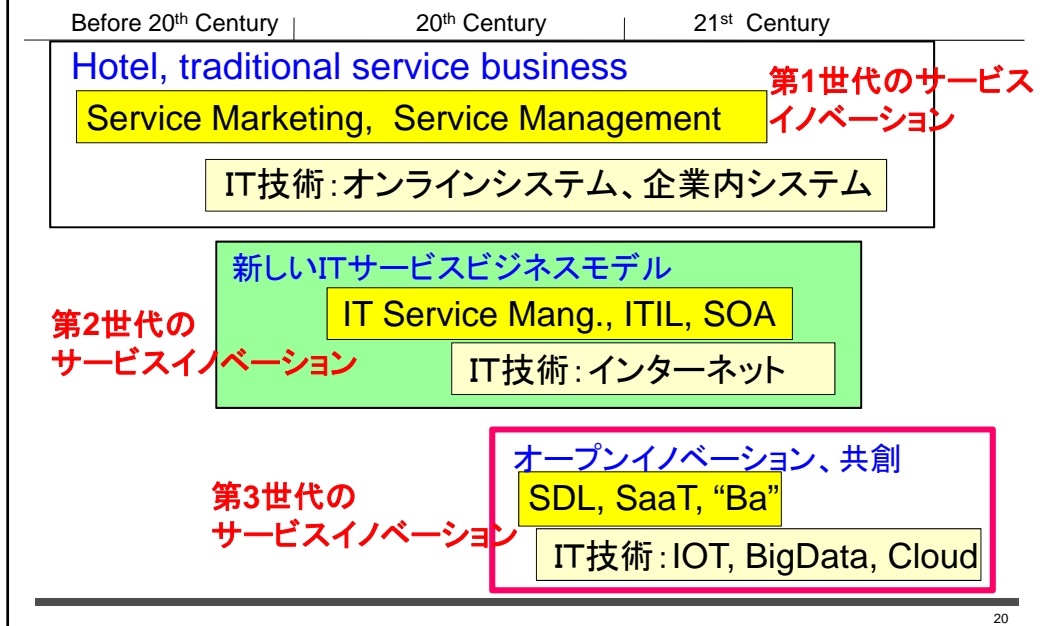 Before 20th Century | 20th Century | 21st Century
Hotel, traditional service business
第1世代のサービス
イノベーション
Service Marketing, Service Management
IT技術：オンラインシステム、企業内システム
新しいITサービスビジネスモデル
IT Service Mang., ITIL, SOA
第2世代の
サービスイノベーション
IT技術：インターネット
オープンイノベーション、共創
SDL, SaaT, “Ba”
第3世代の
サービスイノベーション
IT技術：IOT, BigData, Cloud
20